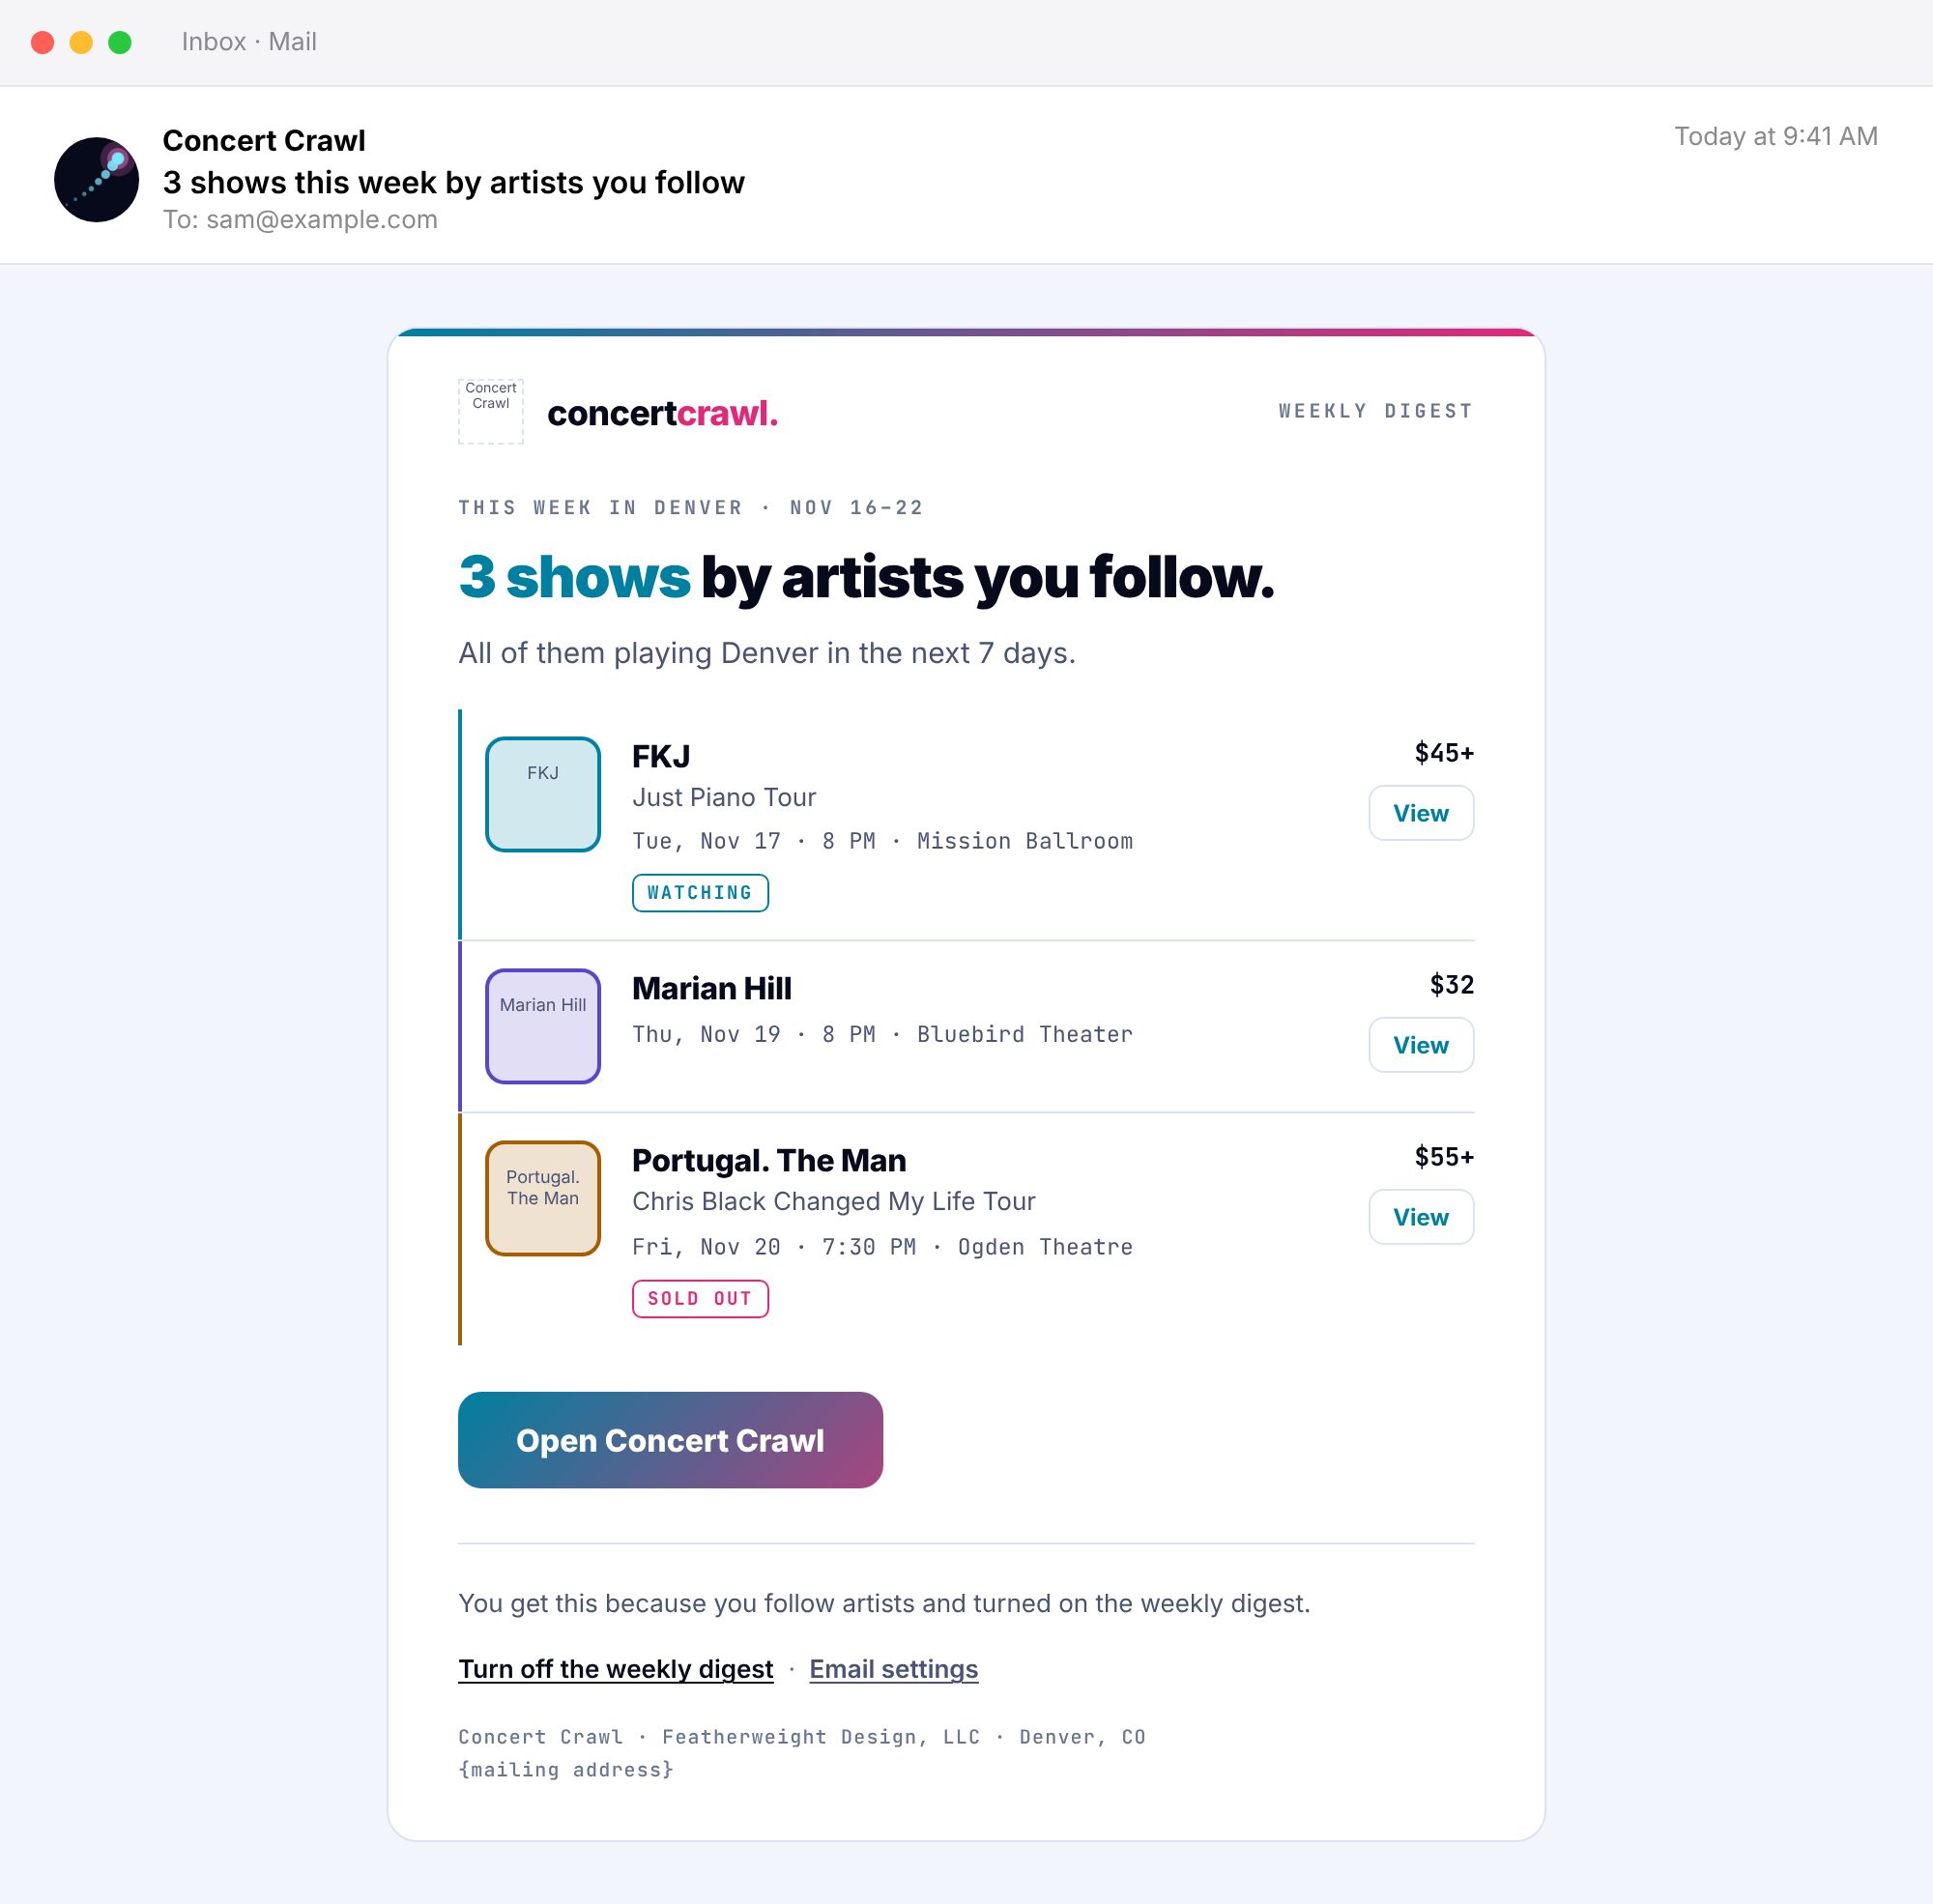 Inbox · Mail
Concert Crawl
Today at 9:41 AM
3 shows this week by artists you follow
To: sam@example.com
Concert
Crawl
concertcrawl.
WEEKLY DIGEST
THIS WEEK IN DENVER · NOV 16–22
3 shows by artists you follow.
All of them playing Denver in the next 7 days.
FKJ
FKJ
$45+
Just Piano Tour
View
Tue, Nov 17 · 8 PM · Mission Ballroom
WATCHING
Marian Hill
Marian Hill
$32
Thu, Nov 19 · 8 PM · Bluebird Theater
View
Portugal.
The Man
Portugal. The Man
$55+
Chris Black Changed My Life Tour
View
Fri, Nov 20 · 7:30 PM · Ogden Theatre
SOLD OUT
Open Concert Crawl
You get this because you follow artists and turned on the weekly digest.
Turn off the weekly digest · Email settings
Concert Crawl · Featherweight Design, LLC · Denver, CO
{mailing address}